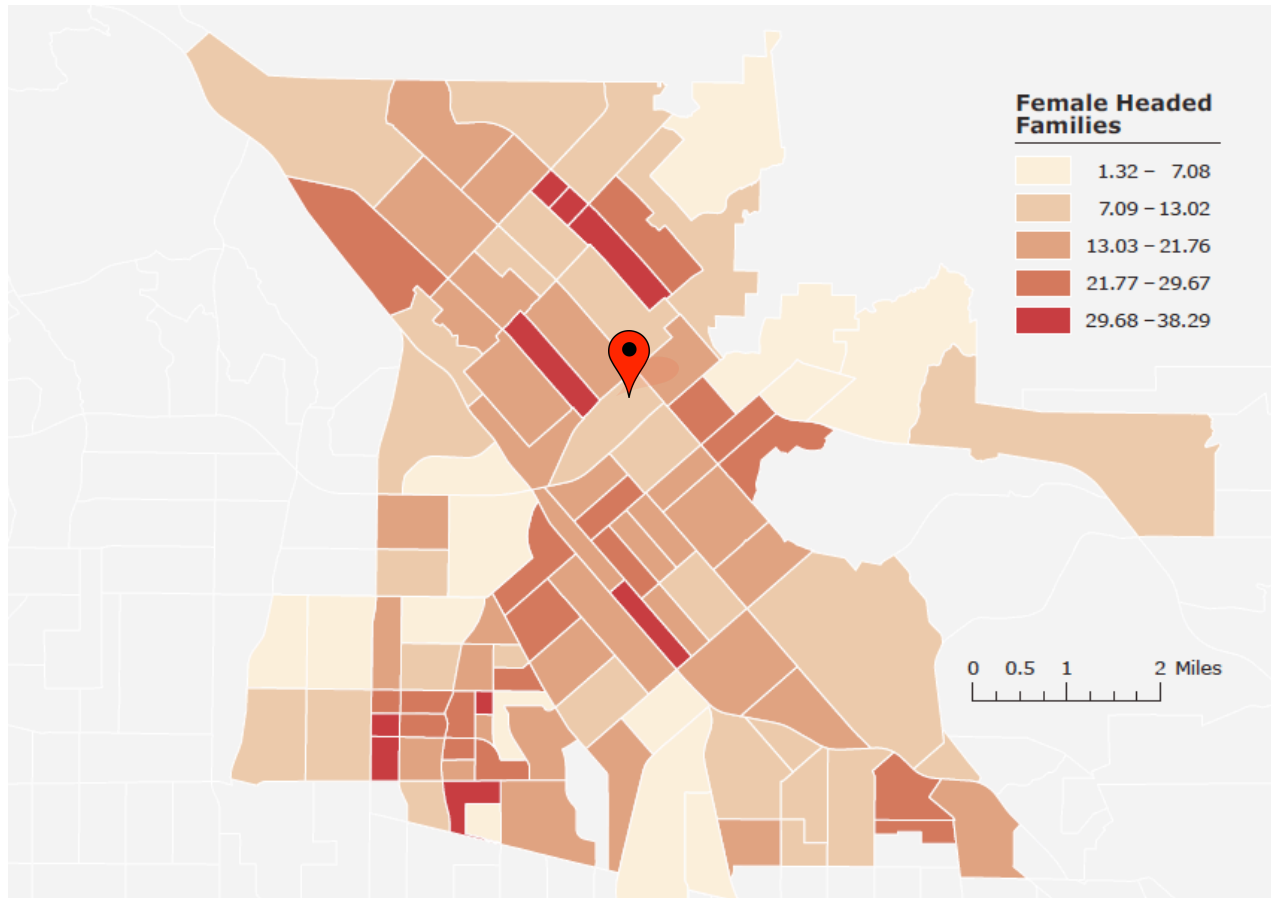 Female Headed
Families
1.32 – 7.08
7.09 – 13.02
13.03 – 21.76
21.77 – 29.67
29.68 – 38.29
0 0.5 1 2 Miles